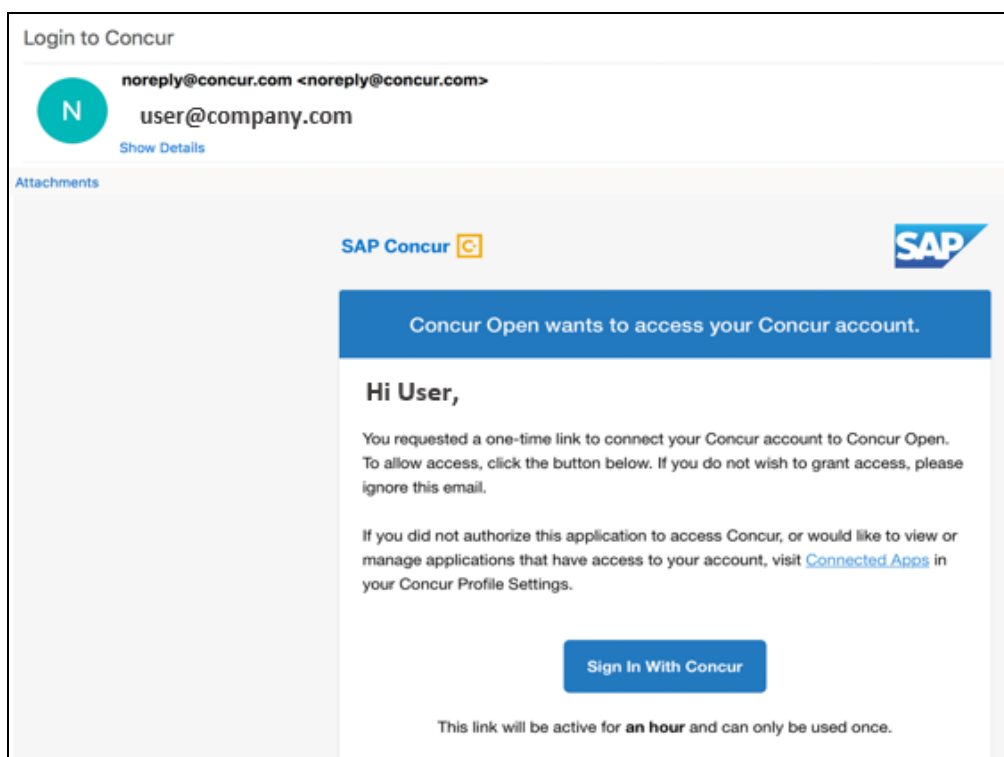 Login to Concur
noreply@concur.com <noreply@concur.com>
N
user@company.com
Show Details
Attachments
SAP Concur C
SAP
Concur Open wants to access your Concur account.
Hi User,
You requested a one-time link to connect your Concur account to Concur Open.
To allow access, click the button below. If you do not wish to grant access, please
ignore this email.
If you did not authorize this application to access Concur, or would like to view or
manage applications that have access to your account, visit Connected Apps in
your Concur Profile Settings.
Sign In With Concur
This link will be active for an hour and can only be used once.